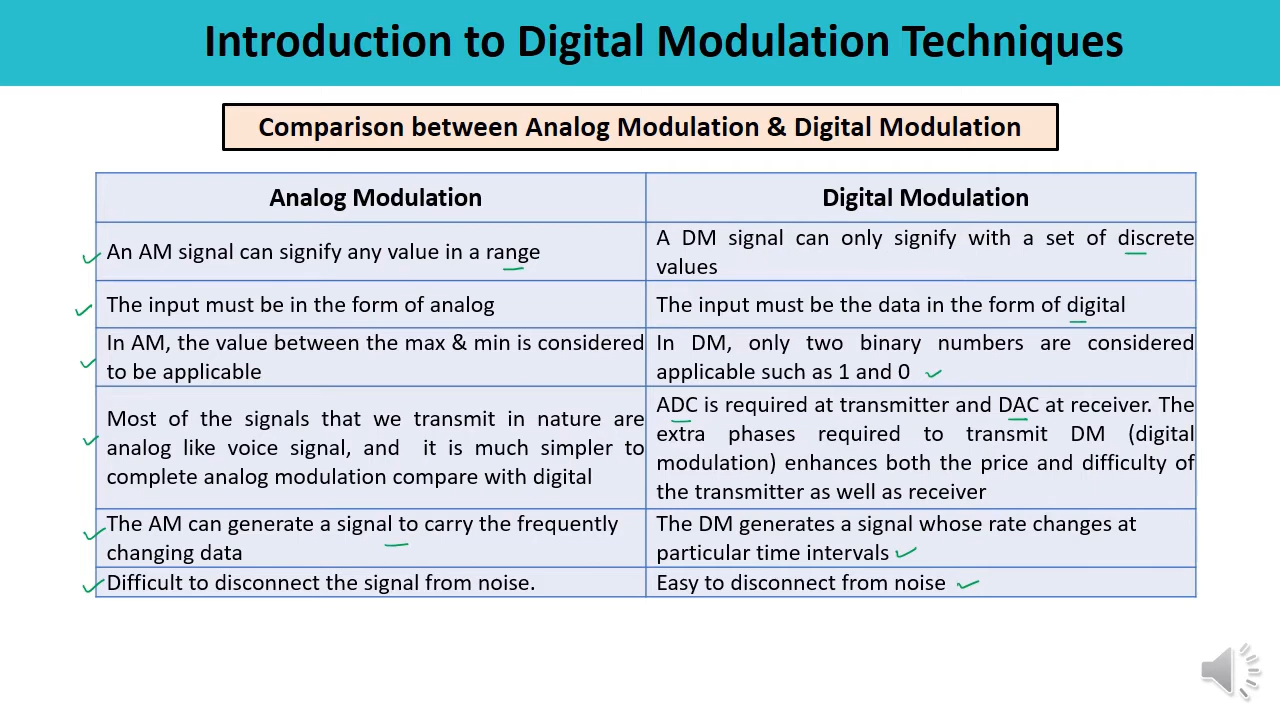 Introduction to Digital Modulation Techniques
Comparison between Analog Modulation & Digital Modulation
Analog Modulation
Digital Modulation
An AM signal can signify any value in a range
A DM signal can only signify with a set of discrete
values
The input must be in the form of analog
The input must be the data in the form of digital
In AM, the value between the max & min is considered
to be applicable
In DM, only two binary numbers are considered
applicable such as 1 and 0
Most of the signals that we transmit in nature are
analog like voice signal, and it is much simpler to
complete analog modulation compare with digital
ADC is required at transmitter and DAC at receiver. The
extra phases required to transmit DM (digital
modulation) enhances both the price and difficulty of
the transmitter as well as receiver
The AM can generate a signal to carry the frequently
changing data
The DM generates a signal whose rate changes at
particular time intervals
Difficult to disconnect the signal from noise.
Easy to disconnect from noise